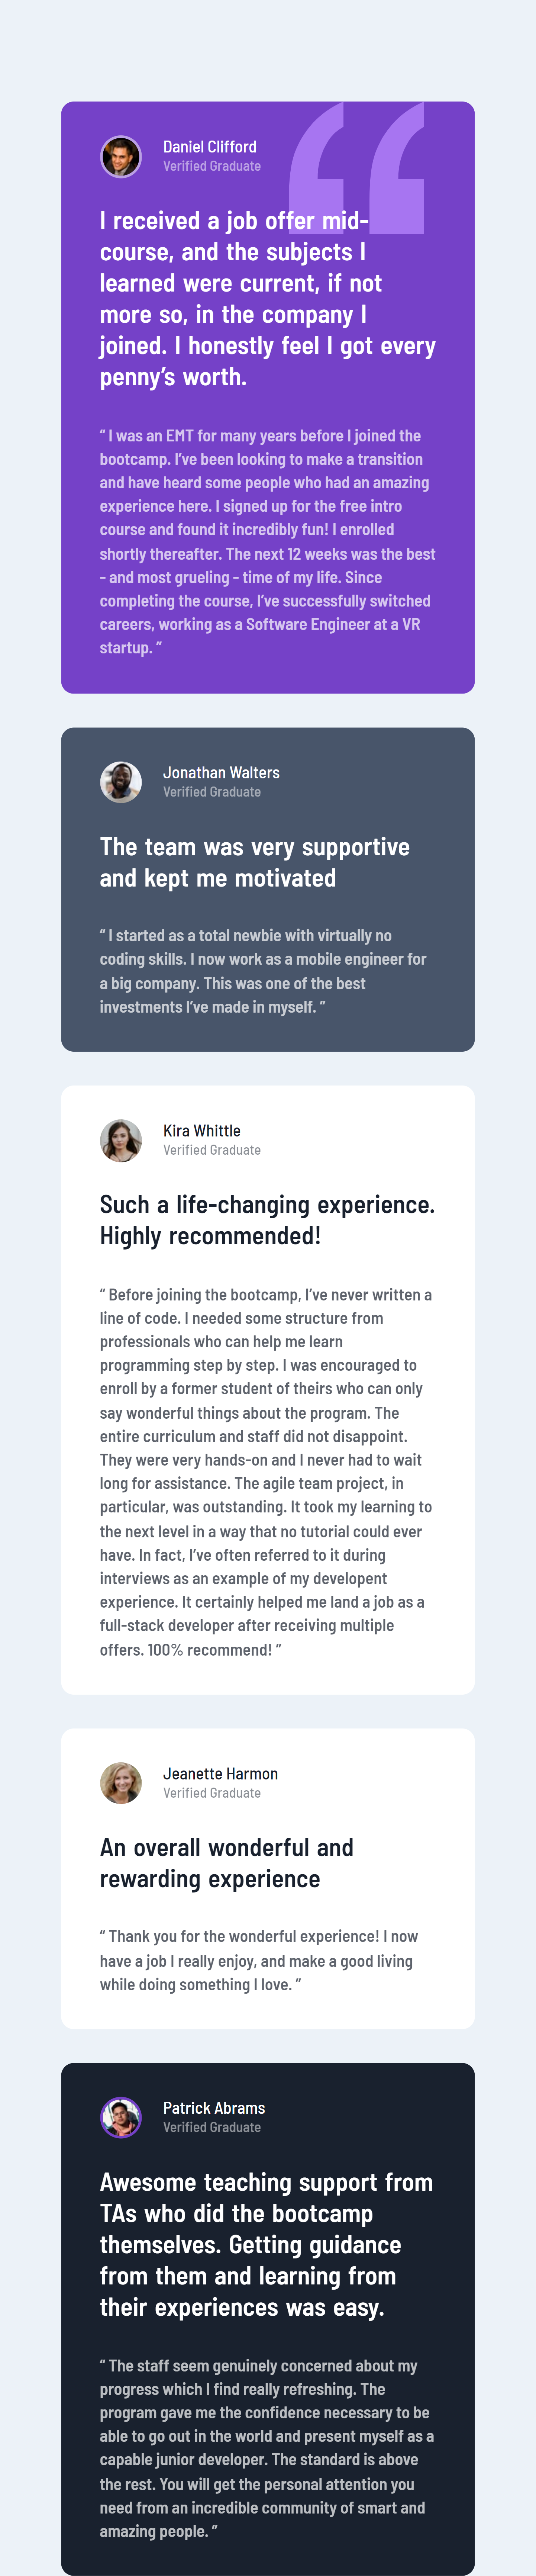 Daniel Clifford
Verified Graduate
I received a job offer mid-
course, and the subjects I
learned were current, if not
more so, in the company I
joined. I honestly feel I got every
penny’s worth.
“ I was an EMT for many years before I joined the
bootcamp. I’ve been looking to make a transition
and have heard some people who had an amazing
experience here. I signed up for the free intro
course and found it incredibly fun! I enrolled
shortly thereafter. The next 12 weeks was the best
- and most grueling - time of my life. Since
completing the course, I’ve successfully switched
careers, working as a Software Engineer at a VR
startup. ”
Jonathan Walters
Verified Graduate
The team was very supportive
and kept me motivated
“ I started as a total newbie with virtually no
coding skills. I now work as a mobile engineer for
a big company. This was one of the best
investments I’ve made in myself. ”
Kira Whittle
Verified Graduate
Such a life-changing experience.
Highly recommended!
“ Before joining the bootcamp, I’ve never written a
line of code. I needed some structure from
professionals who can help me learn
programming step by step. I was encouraged to
enroll by a former student of theirs who can only
say wonderful things about the program. The
entire curriculum and staff did not disappoint.
They were very hands-on and I never had to wait
long for assistance. The agile team project, in
particular, was outstanding. It took my learning to
the next level in a way that no tutorial could ever
have. In fact, I’ve often referred to it during
interviews as an example of my developent
experience. It certainly helped me land a job as a
full-stack developer after receiving multiple
offers. 100% recommend! ”
Jeanette Harmon
Verified Graduate
An overall wonderful and
rewarding experience
“ Thank you for the wonderful experience! I now
have a job I really enjoy, and make a good living
while doing something I love. ”
Patrick Abrams
Verified Graduate
Awesome teaching support from
TAs who did the bootcamp
themselves. Getting guidance
from them and learning from
their experiences was easy.
“ The staff seem genuinely concerned about my
progress which I find really refreshing. The
program gave me the confidence necessary to be
able to go out in the world and present myself as a
capable junior developer. The standard is above
the rest. You will get the personal attention you
need from an incredible community of smart and
amazing people. ”